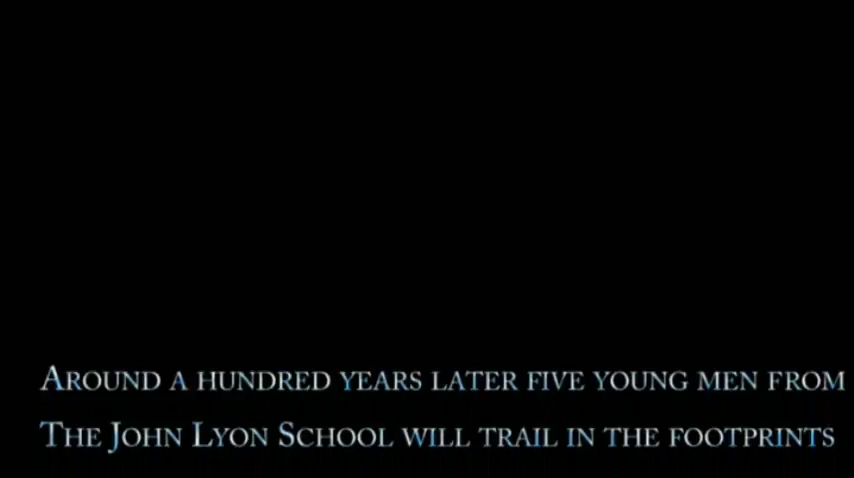 Around a hundred years later five young men from
The John Lyon School will trail in the footprints